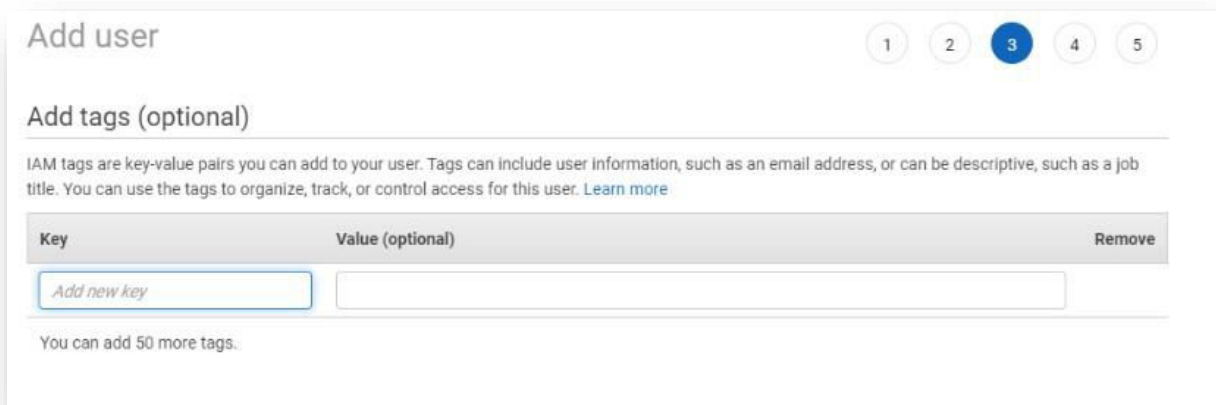 Add user
1 2 3 4 5
Add tags (optional)
IAM tags are key-value pairs you can add to your user. Tags can include user information, such as an email address, or can be descriptive, such as a job
title. You can use the tags to organize, track, or control access for this user. Learn more
Key Value (optional) Remove
Add new key
You can add 50 more tags.